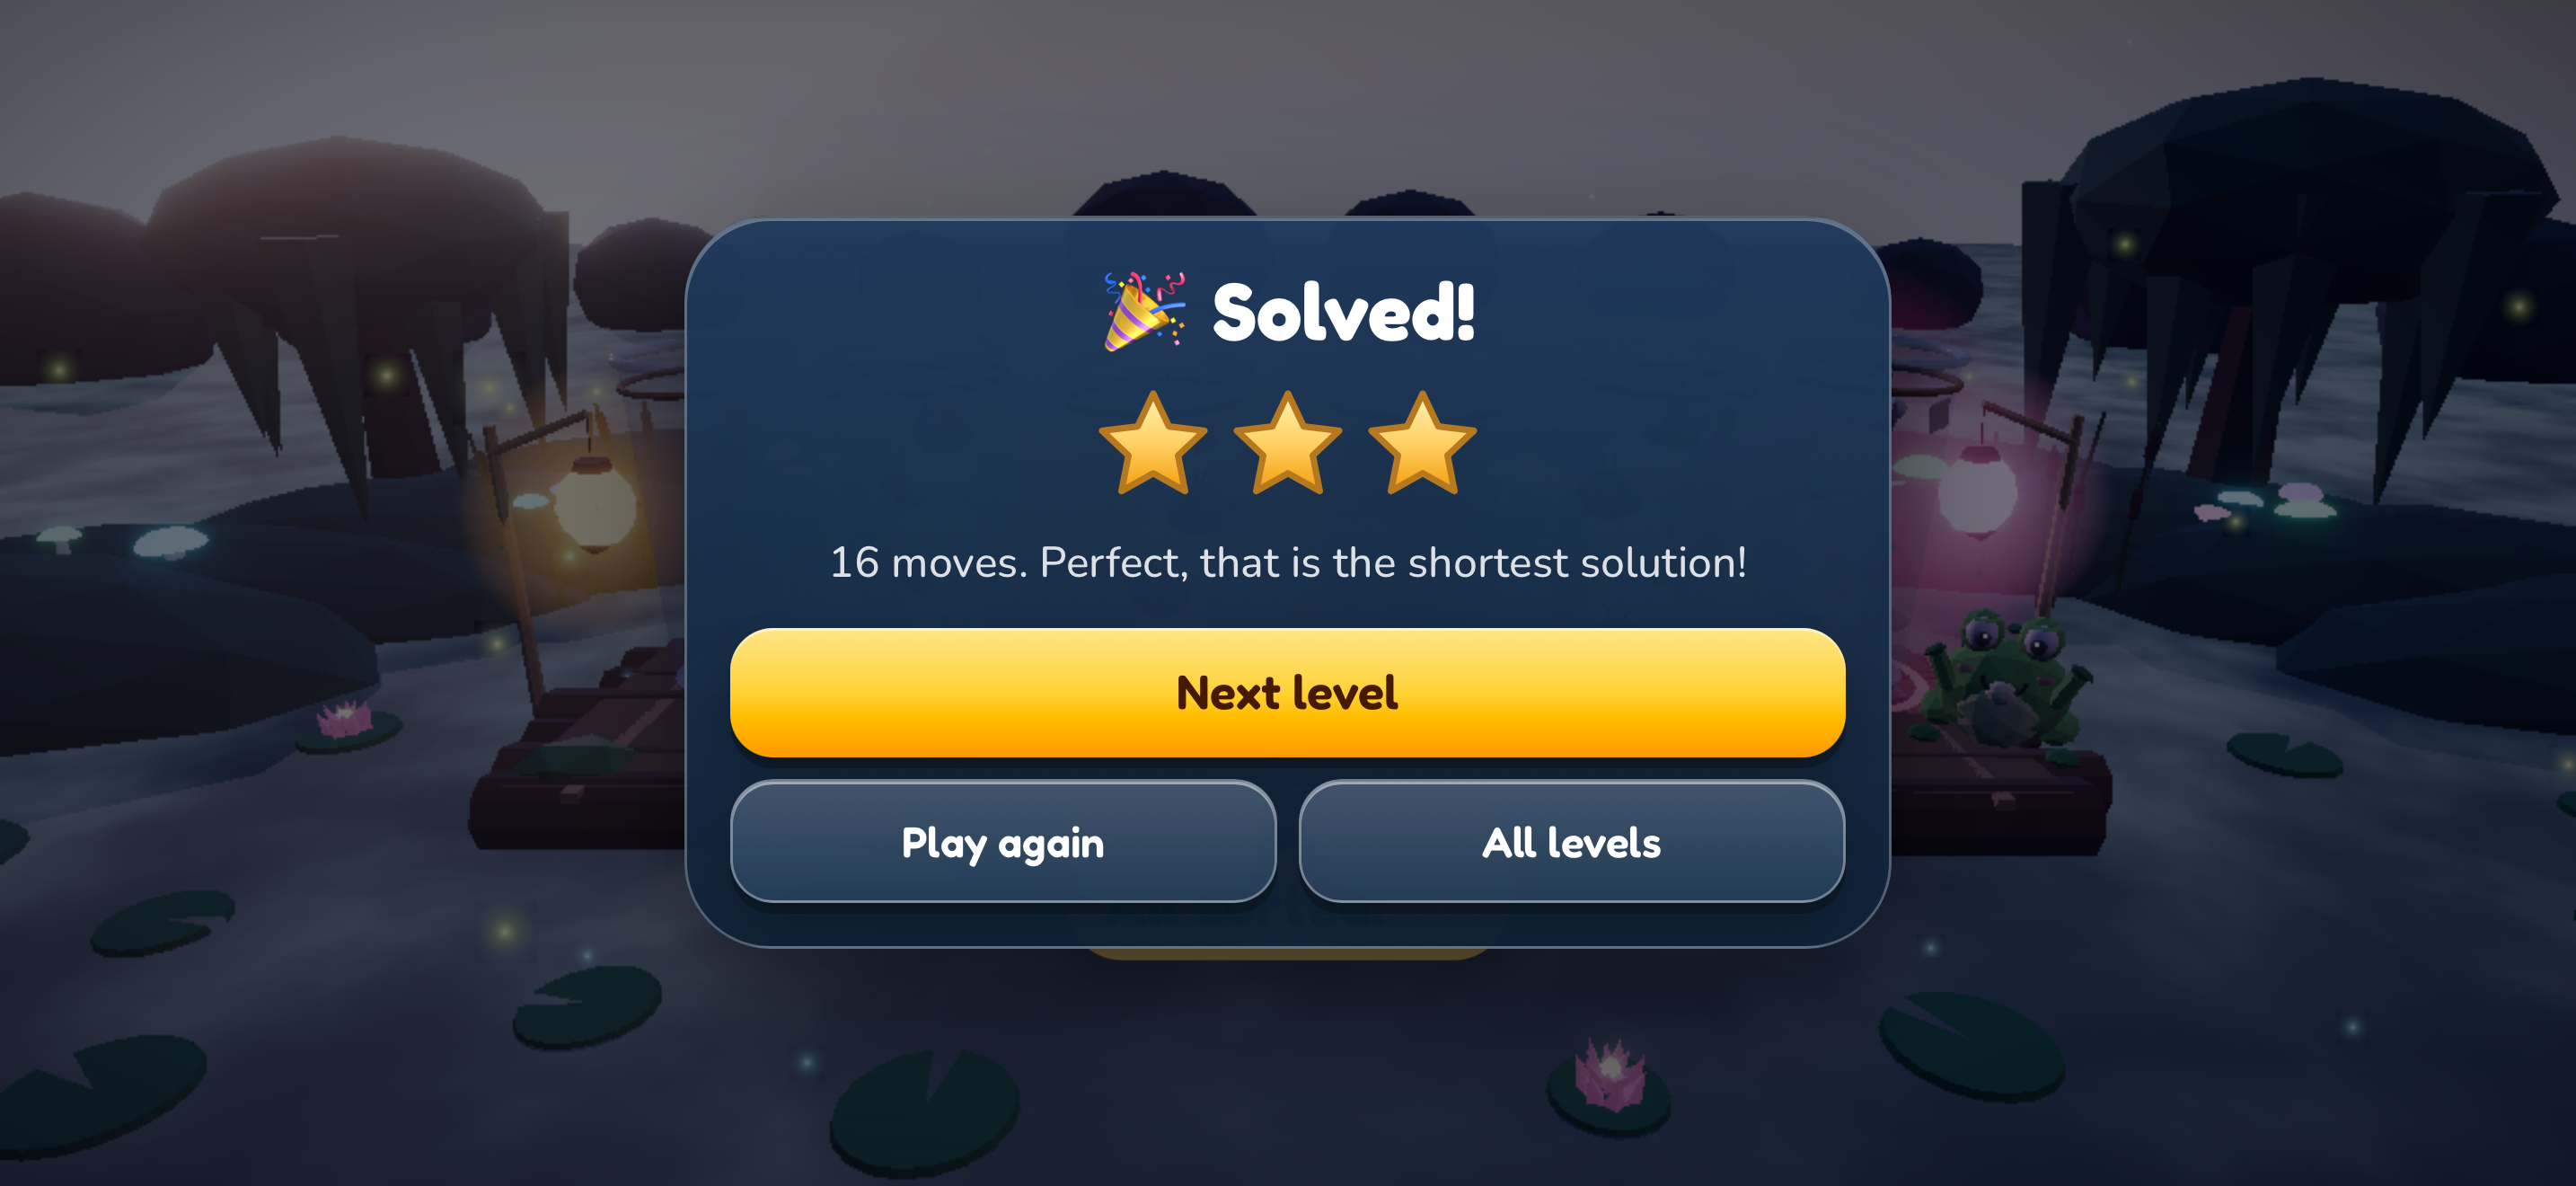 Solved!
16 moves. Perfect, that is the shortest solution!
Next level
Play again
All levels